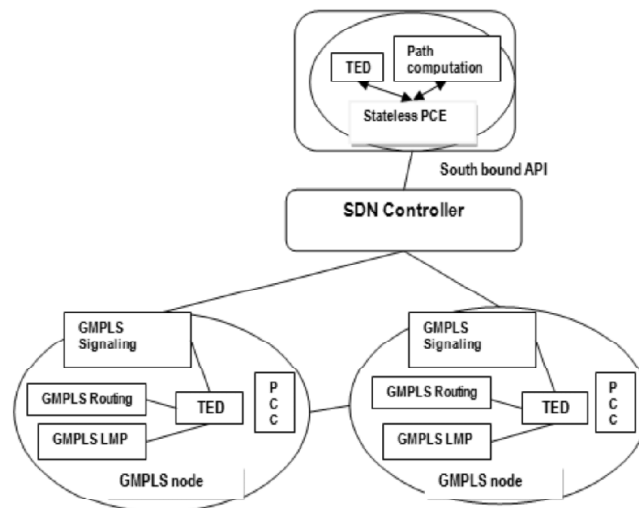 TED
Path
computation
Stateless PCE
South bound API
SDN Controller
GMPLS
Signaling
GMPLS Routing
TED
P
C
C
GMPLS LMP
GMPLS node
GMPLS
Signaling
GMPLS Routing
TED
P
C
C
GMPLS LMP
GMPLS node